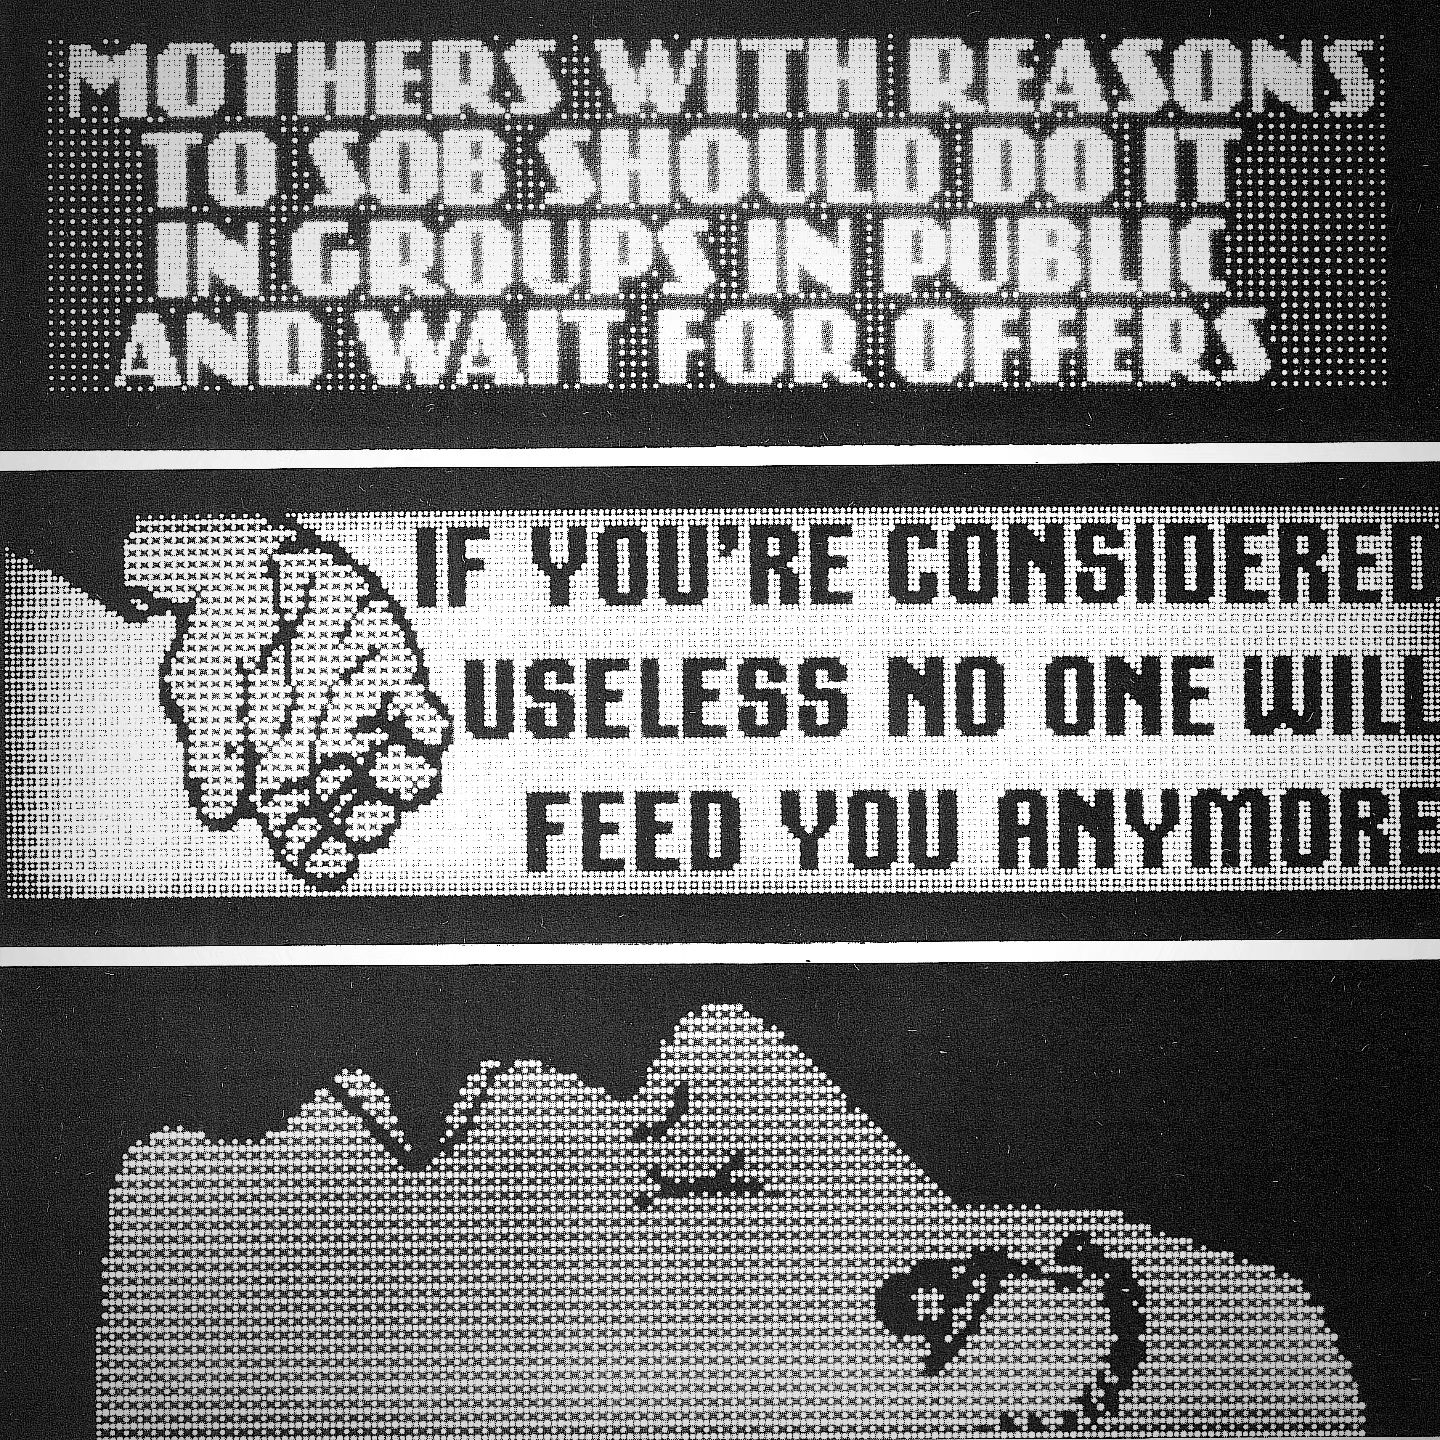 MOTHERS WITH REASONS
TO SOB SHOULD DO IT
IN GROUPS IN PUBLIC
AND WAIT FOR OFFERS
IF YOU'RE CONSIDERED
USELESS NO ONE WILL
FEED YOU ANYMORE